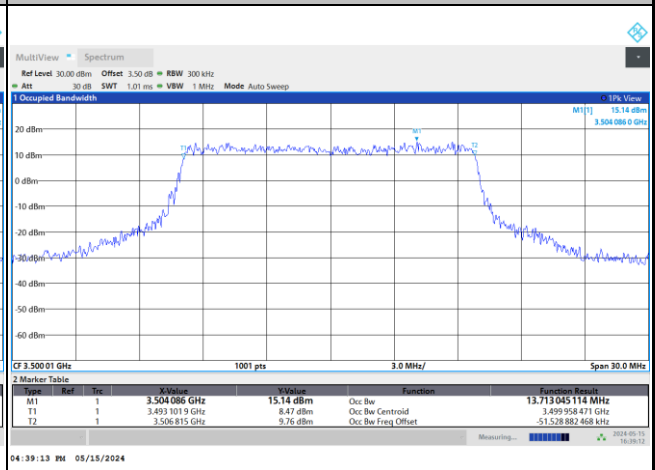 MultiView Spectrum
Ref Level 30.00 dBm Offset 3.50 dB RBW 300 kHz
Att 30 dB SWT 1.01 ms VBW 1 MHz Mode Auto Sweep
1 Occupied Bandwidth 1Pk View
M1[1] 15.14 dBm
3.504 086 0 GHz
20 dBm
M1
T1 T2
10 dBm
0 dBm
-10 dBm
-20 dBm
-30 dBm
-40 dBm
-50 dBm
-60 dBm
CF 3.500 01 GHz 1001 pts 3.0 MHz/ Span 30.0 MHz
2 Marker Table
Type Ref Trc X-Value Y-Value Function Function Result
M1 1 3.504 086 GHz 15.14 dBm Occ Bw 13.713 045 114 MHz
T1 1 3.493 101 9 GHz 8.47 dBm Occ Bw Centroid 3.499 958 471 GHz
T2 1 3.506 815 GHz 9.76 dBm Occ Bw Freq Offset -51.528 882 468 kHz
Measuring... 2024-05-15
16:39:12
04:39:13 PM 05/15/2024